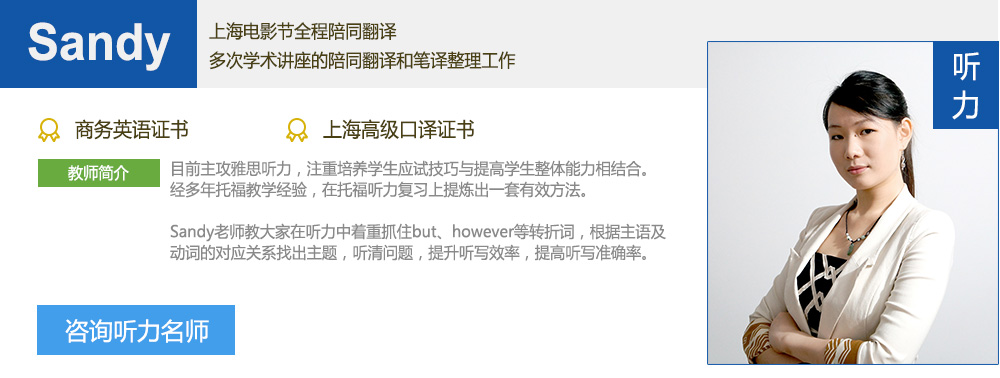 Sandy
上海电影节全程陪同翻译
多次学术讲座的陪同翻译和笔译整理工作
听
力
商务英语证书
上海高级口译证书
教师简介
目前主攻雅思听力，注重培养学生应试技巧与提高学生整体能力相结合。
经多年托福教学经验，在托福听力复习上提炼出一套有效方法。
Sandy老师教大家在听力中着重抓住but、however等转折词，根据主语及
动词的对应关系找出主题，听清问题，提升听写效率，提高听写准确率。
咨询听力名师